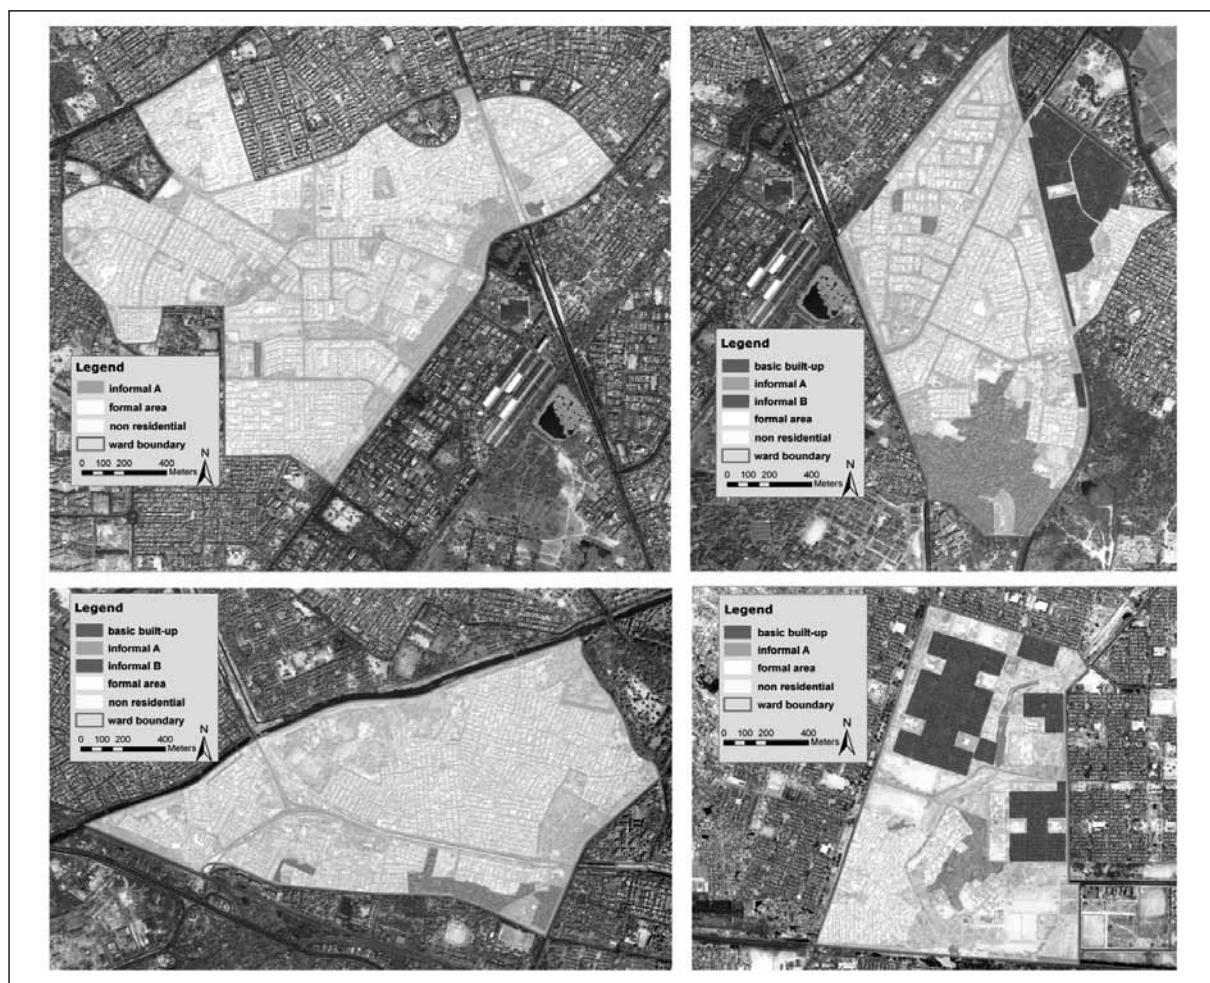 Legend
informal A
formal area
non residential
ward boundary
N
0 100 200 400
Meters
Legend
basic built-up
informal A
informal B
formal area
non residential
ward boundary
N
0 100 200 400
Meters
Legend
basic built-up
informal A
informal B
formal area
non residential
ward boundary
N
0 100 200 400
Meters
Legend
basic built-up
informal A
formal area
non residential
ward boundary
N
0 100 200 400
Meters